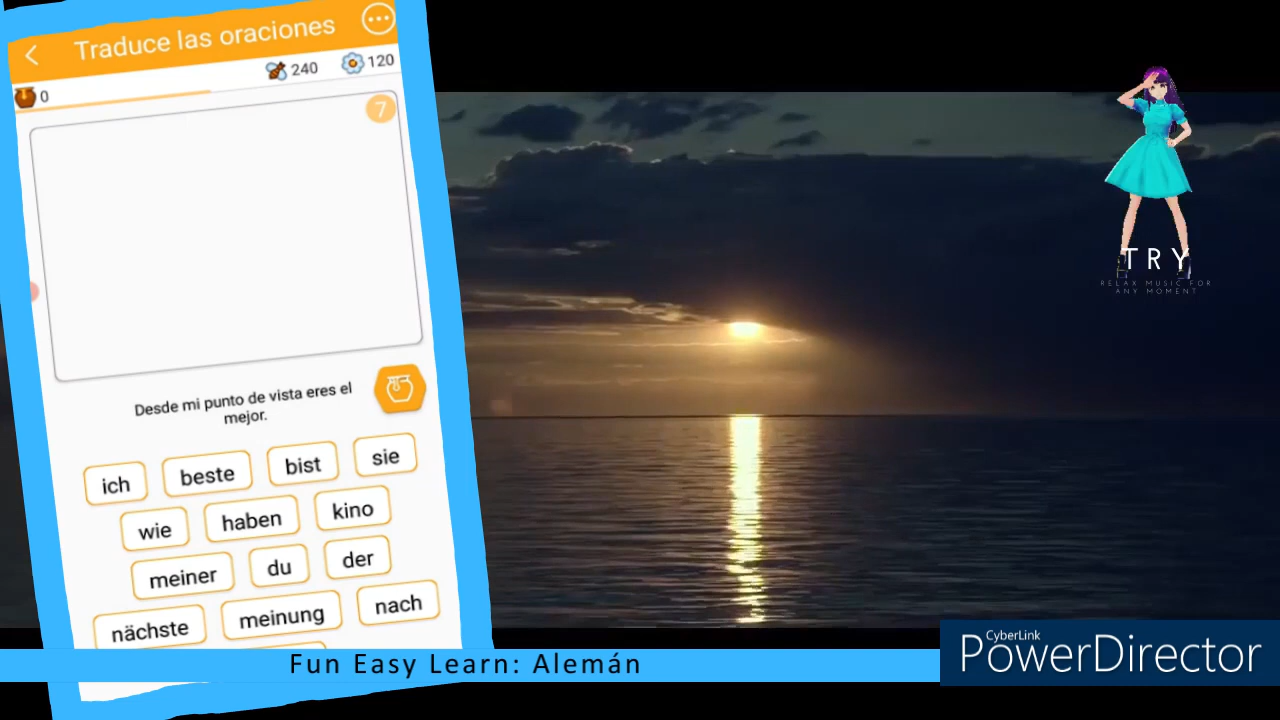 Traduce las oraciones
0
240
120
7
Desde mi punto de vista eres el
mejor.
ich beste bist sie
wie haben kino
meiner du der
nächste meinung nach
TRY
RELAX MUSIC FOR
ANY MOMENT
Fun Easy Learn: Alemán
CyberLink
PowerDirector